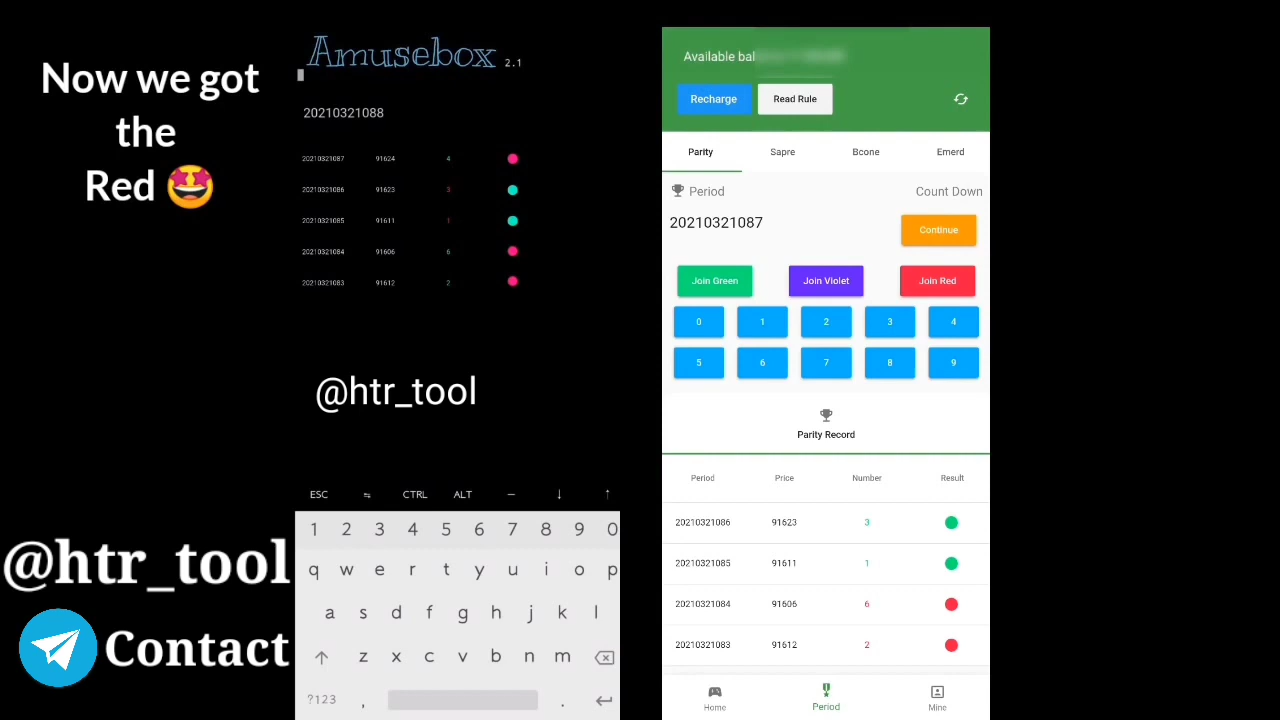 Now we got
the
Red
@htr_tool
Contact
Amusebox 2.1
20210321088
20210321087 91624 4
20210321086 91623 3
20210321085 91611 1
20210321084 91606 6
20210321083 91612 2
@htr_tool
ESC CTRL ALT
1 2 3 4 5 6 7 8 9 0
q w e r t y u i o p
a s d f g h j k l
z x c v b n m
?123 , .
Available
Recharge Read Rule
Parity Sapre Bcone Emerd
Period Count Down
20210321087 Continue
Join Green Join Violet Join Red
0 1 2 3 4
5 6 7 8 9
Parity Record
Period Price Number Result
20210321086 91623 3
20210321085 91611 1
20210321084 91606 6
20210321083 91612 2
Home Period Mine